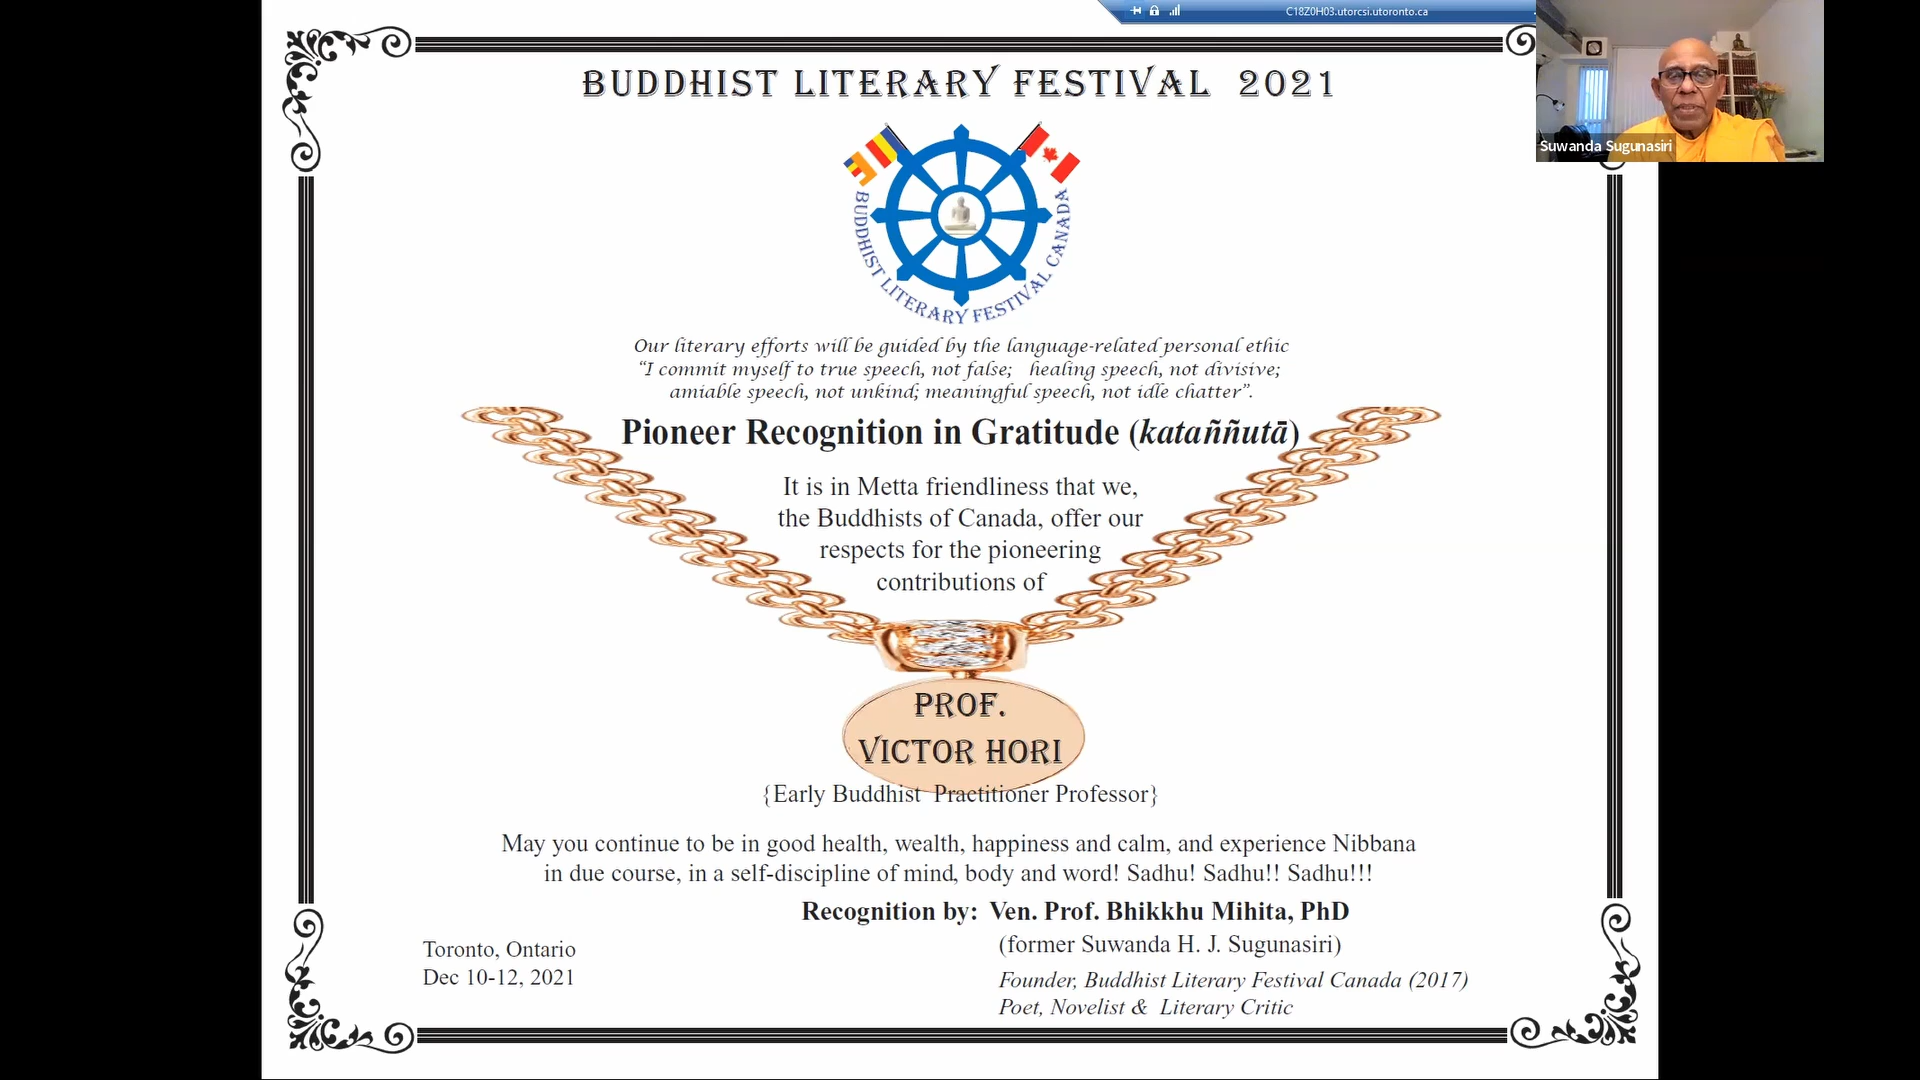 C18Z0H03.utorcsi.utoronto.ca
BUDDHIST LITERARY FESTIVAL 2021
Suwanda Sugunasiri
BUDDHIST LITERARY FESTIVAL CANADA
Our literary efforts will be guided by the language-related personal ethic
“I commit myself to true speech, not false; healing speech, not divisive;
amiable speech, not unkind; meaningful speech, not idle chatter”.
Pioneer Recognition in Gratitude (kataññutā)
It is in Metta friendliness that we,
the Buddhists of Canada, offer our
respects for the pioneering
contributions of
PROF.
VICTOR HORI
{Early Buddhist Practitioner Professor}
May you continue to be in good health, wealth, happiness and calm, and experience Nibbana
in due course, in a self-discipline of mind, body and word! Sadhu! Sadhu!! Sadhu!!!
Recognition by: Ven. Prof. Bhikkhu Mihita, PhD
(former Suwanda H. J. Sugunasiri)
Toronto, Ontario
Dec 10-12, 2021
Founder, Buddhist Literary Festival Canada (2017)
Poet, Novelist & Literary Critic